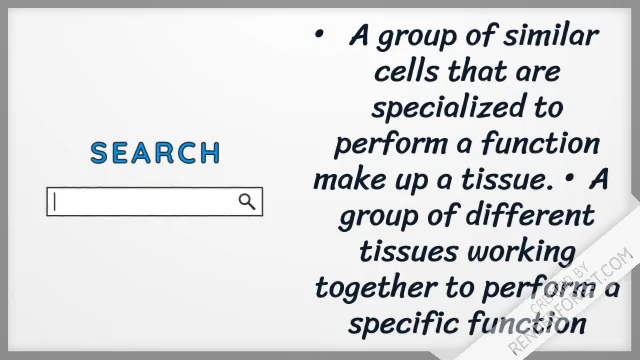 SEARCH
• A group of similar
cells that are
specialized to
perform a function
make up a tissue. • A
group of different
tissues working
together to perform a
specific function
CREATED BY
RENDERFOREST.COM